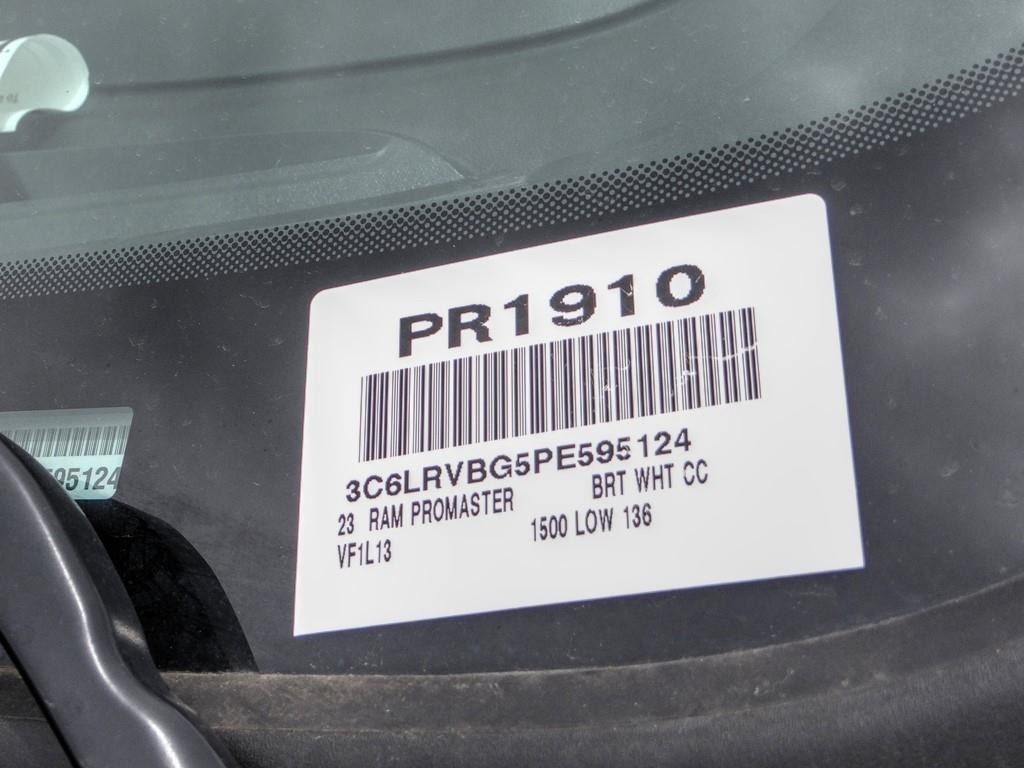 PR1910
3C6LRVBG5PE595124
23 RAM PROMASTER BRT WHT CC
VF1L13 1500 LOW 136
595124